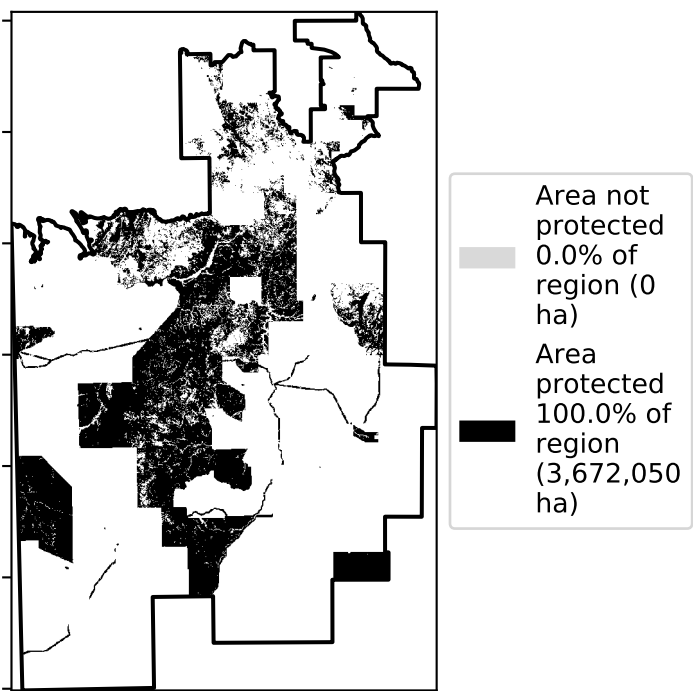 Area not
protected
0.0% of
region (0
ha)
Area
protected
100.0% of
region
(3,672,050
ha)